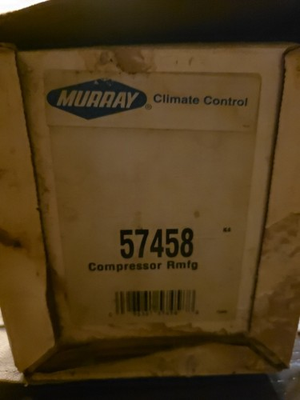 MURRAY® Climate Control
57458
Compressor Rmfg